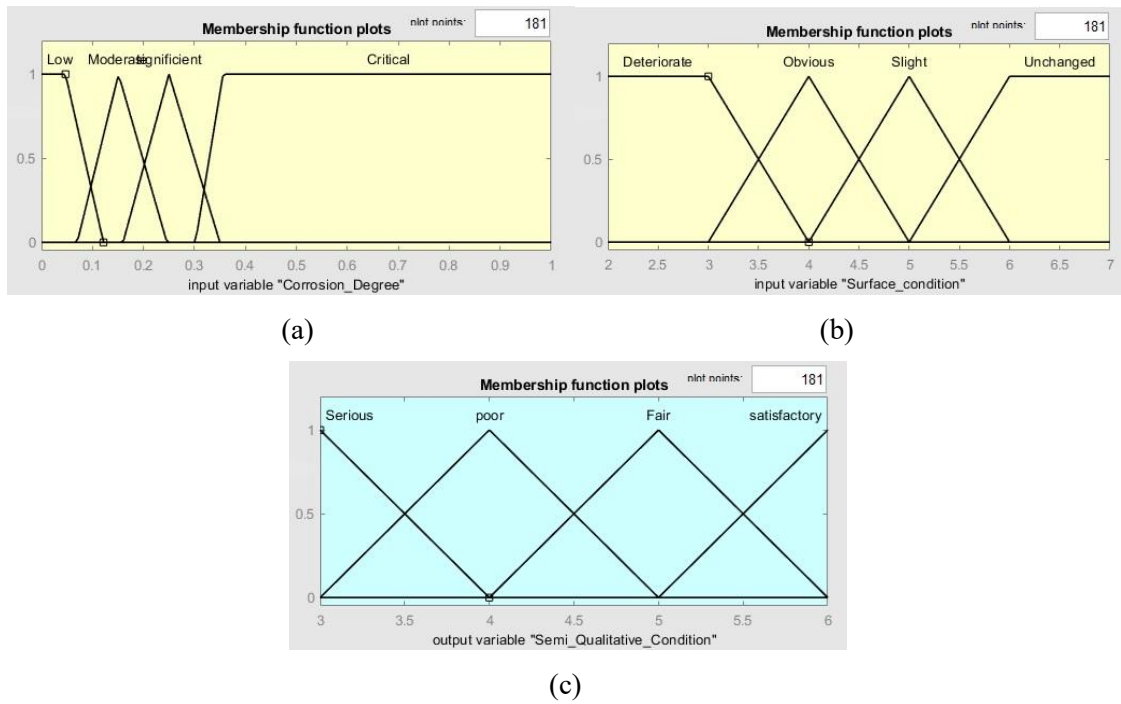 Membership function plots
plot points:
181
Low
Moderate
significient
Critical
1
0.5
0
0 0.1 0.2 0.3 0.4 0.5 0.6 0.7 0.8 0.9 1
input variable "Corrosion_Degree"
(a)
Membership function plots
plot points:
181
Deteriorate
Obvious
Slight
Unchanged
1
0.5
0
2 2.5 3 3.5 4 4.5 5 5.5 6 6.5 7
input variable "Surface_condition"
(b)
Membership function plots
plot points:
181
Serious
poor
Fair
satisfactory
1
0.5
0
3 3.5 4 4.5 5 5.5 6
output variable "Semi_Qualitative_Condition"
(c)